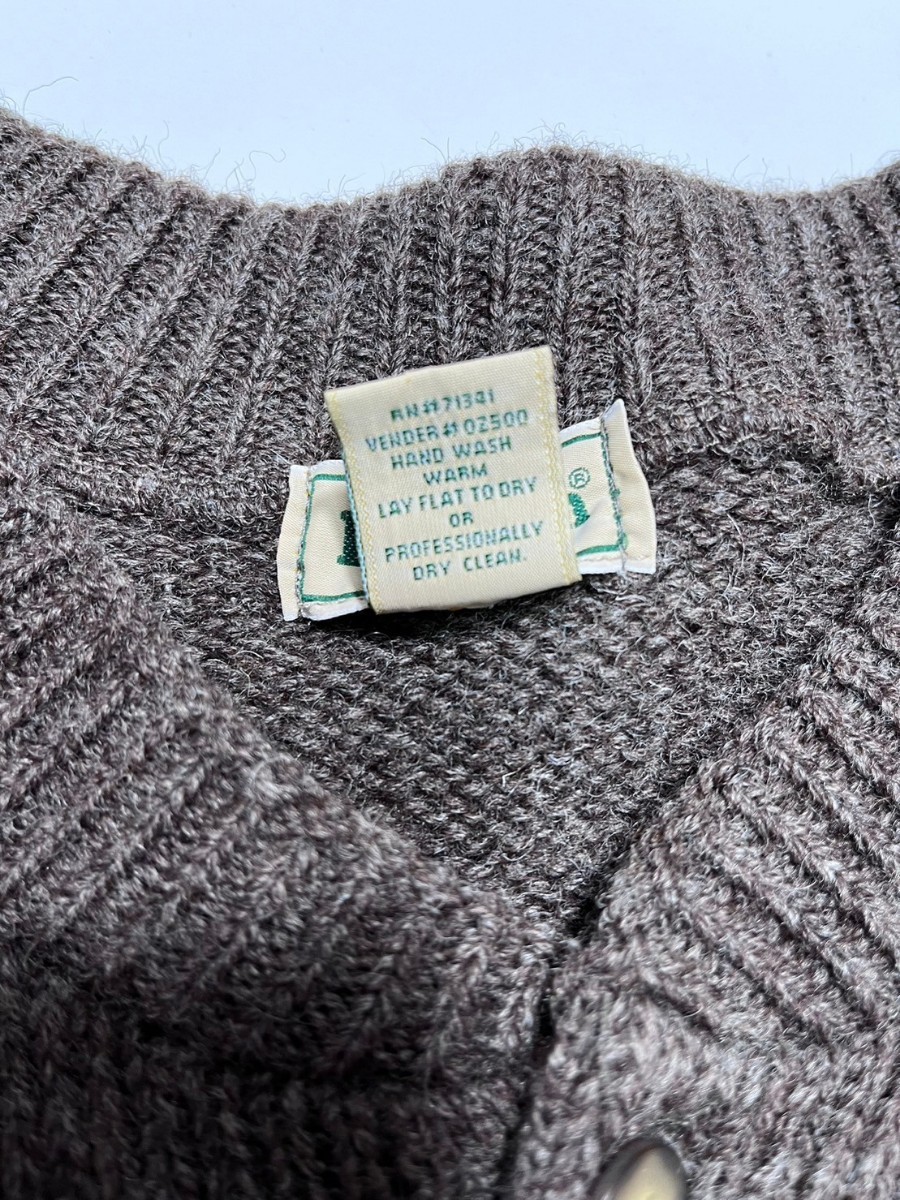 RN#71341
VENDER#02500
HAND WASH
WARM
LAY FLAT TO DRY
OR
PROFESSIONALLY
DRY CLEAN.
®